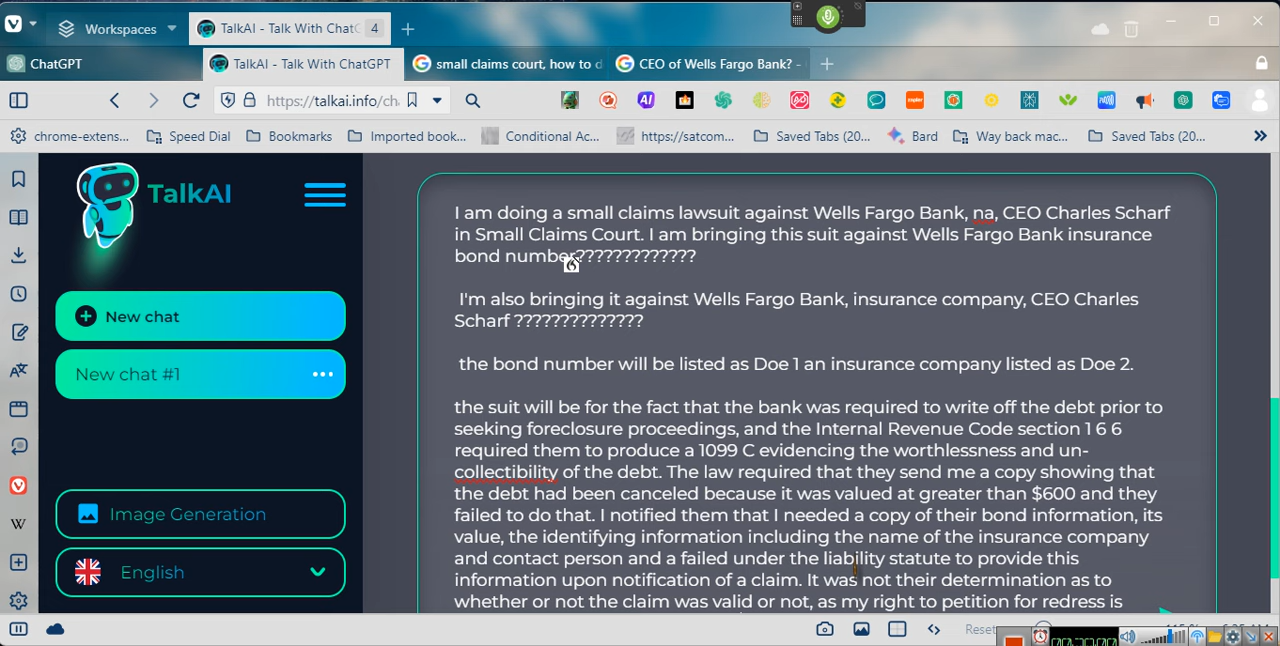 Workspaces
TalkAI - Talk With ChatG
4
ChatGPT
TalkAI - Talk With ChatGPT
small claims court, how to d
CEO of Wells Fargo Bank? -
https://talkai.info/cha
chrome-extens...
Speed Dial
Bookmarks
Imported book...
Conditional Ac...
https://satcom...
Saved Tabs (20...
Bard
Way back mac...
Saved Tabs (20...
TalkAI
New chat
New chat #1
Image Generation
English
I am doing a small claims lawsuit against Wells Fargo Bank, na, CEO Charles Scharf
in Small Claims Court. I am bringing this suit against Wells Fargo Bank insurance
bond number?????????????
I'm also bringing it against Wells Fargo Bank, insurance company, CEO Charles
Scharf ??????????????
the bond number will be listed as Doe 1 an insurance company listed as Doe 2.
the suit will be for the fact that the bank was required to write off the debt prior to
seeking foreclosure proceedings, and the Internal Revenue Code section 1 6 6
required them to produce a 1099 C evidencing the worthlessness and un-
collectibility of the debt. The law required that they send me a copy showing that
the debt had been canceled because it was valued at greater than $600 and they
failed to do that. I notified them that I needed a copy of their bond information, its
value, the identifying information including the name of the insurance company
and contact person and a failed under the liability statute to provide this
information upon notification of a claim. It was not their determination as to
whether or not the claim was valid or not, as my right to petition for redress is
Reset